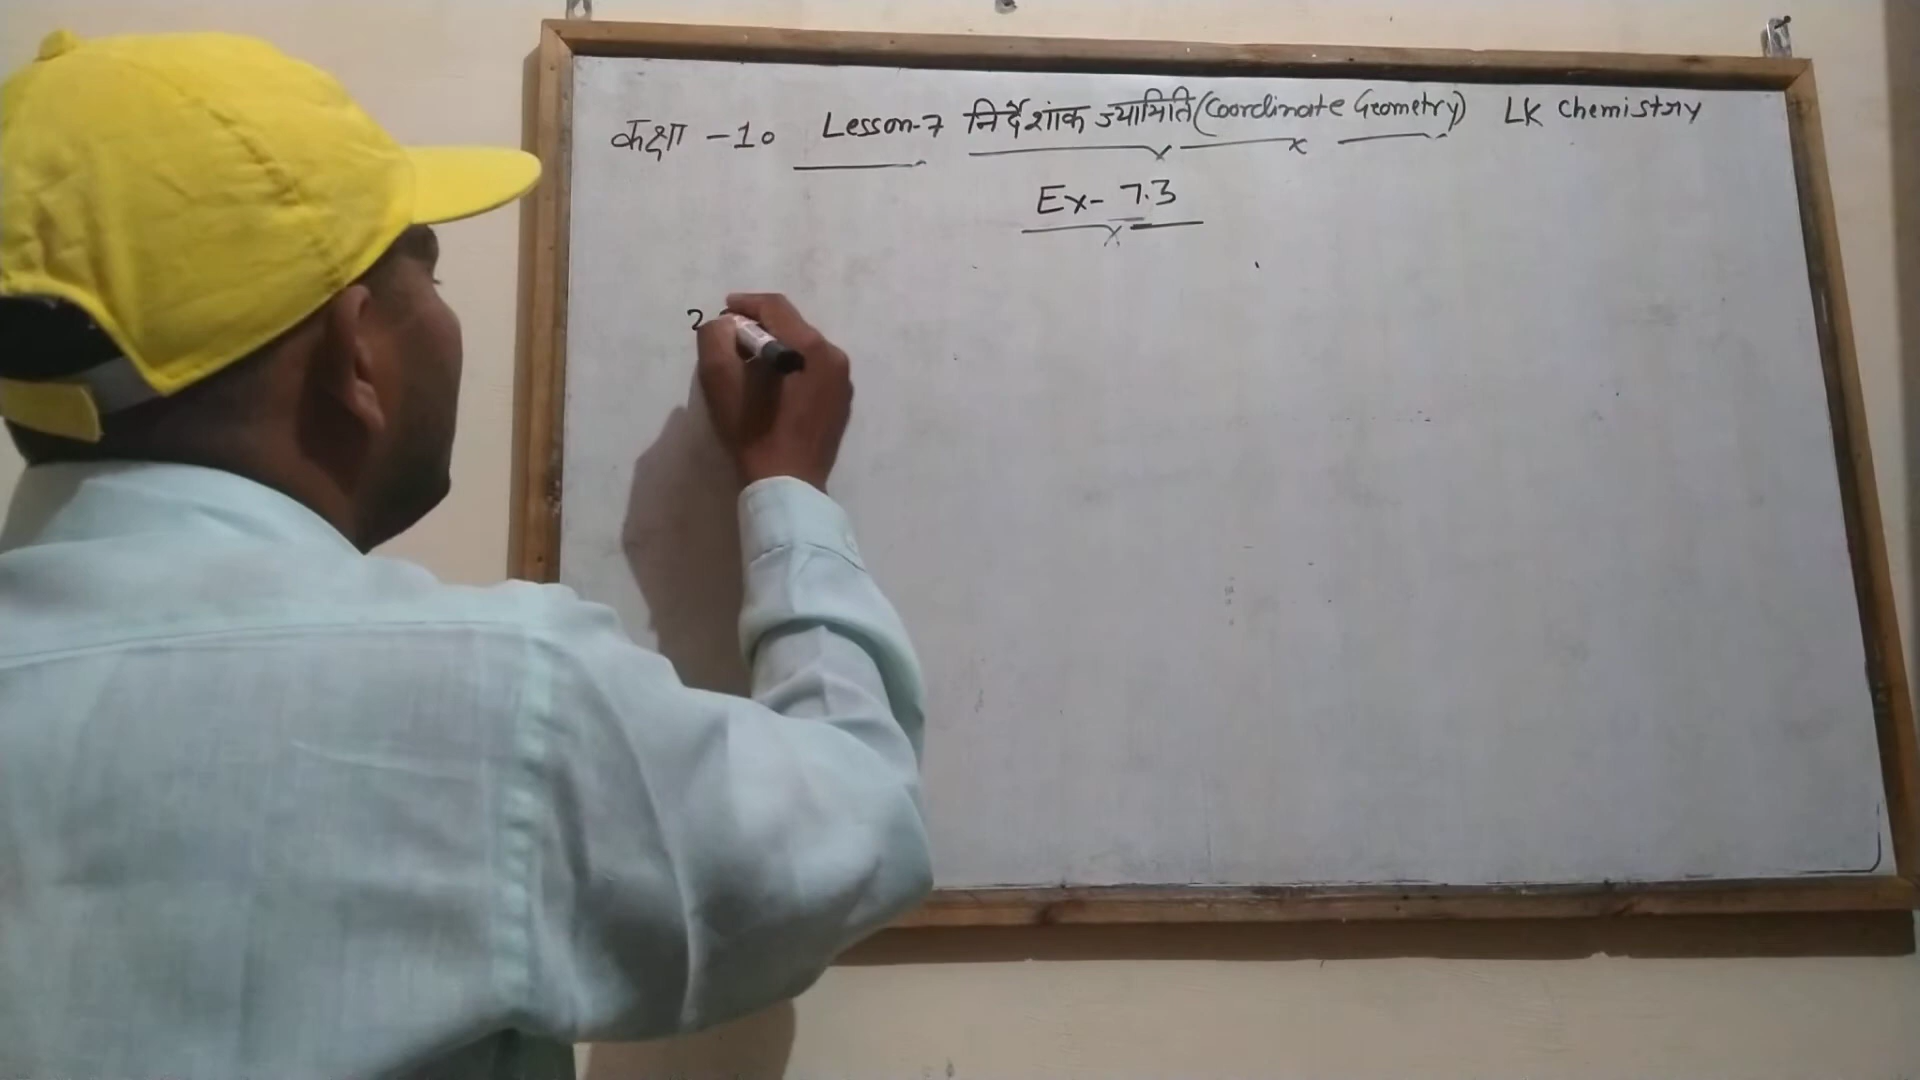 कक्षा -10 Lesson-7 निर्देशांक ज्यामिति (Coordinate Geometry) LK Chemistry
Ex- 7.3
2